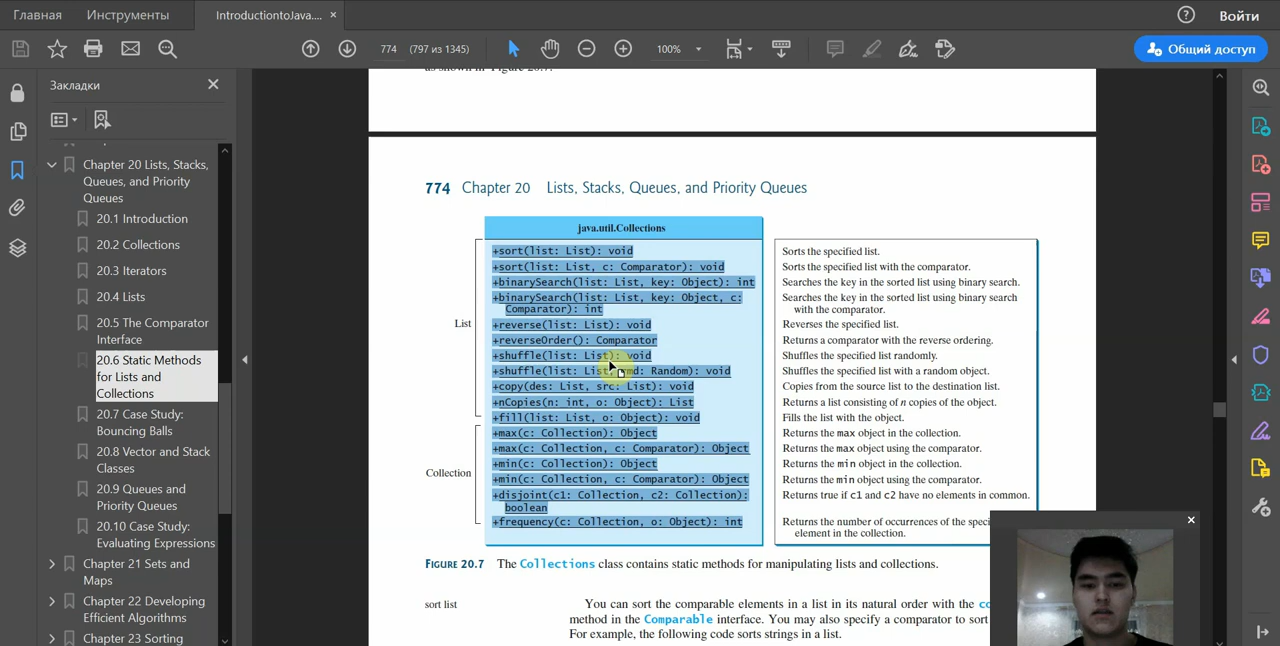 Главная Инструменты IntroductiontoJava.... × Войти
774 (797 из 1345) 100% Общий доступ
Закладки
Chapter 20 Lists, Stacks,
Queues, and Priority
Queues
20.1 Introduction
20.2 Collections
20.3 Iterators
20.4 Lists
20.5 The Comparator
Interface
20.6 Static Methods
for Lists and
Collections
20.7 Case Study:
Bouncing Balls
20.8 Vector and Stack
Classes
20.9 Queues and
Priority Queues
20.10 Case Study:
Evaluating Expressions
Chapter 21 Sets and
Maps
Chapter 22 Developing
Efficient Algorithms
Chapter 23 Sorting
774 Chapter 20 Lists, Stacks, Queues, and Priority Queues
java.util.Collections
List
Collection
+sort(list: List): void
+sort(list: List, c: Comparator): void
+binarySearch(list: List, key: Object): int
+binarySearch(list: List, key: Object, c:
Comparator): int
+reverse(list: List): void
+reverseOrder(): Comparator
+shuffle(list: List): void
+shuffle(list: List, rmd: Random): void
+copy(des: List, src: List): void
+nCopies(n: int, o: Object): List
+fill(list: List, o: Object): void
+max(c: Collection): Object
+max(c: Collection, c: Comparator): Object
+min(c: Collection): Object
+min(c: Collection, c: Comparator): Object
+disjoint(c1: Collection, c2: Collection):
boolean
+frequency(c: Collection, o: Object): int
Sorts the specified list.
Sorts the specified list with the comparator.
Searches the key in the sorted list using binary search.
Searches the key in the sorted list using binary search
with the comparator.
Reverses the specified list.
Returns a comparator with the reverse ordering.
Shuffles the specified list randomly.
Shuffles the specified list with a random object.
Copies from the source list to the destination list.
Returns a list consisting of n copies of the object.
Fills the list with the object.
Returns the max object in the collection.
Returns the max object using the comparator.
Returns the min object in the collection.
Returns the min object using the comparator.
Returns true if c1 and c2 have no elements in common.
Returns the number of occurrences of the speci
element in the collection.
FIGURE 20.7 The Collections class contains static methods for manipulating lists and collections.
sort list
You can sort the comparable elements in a list in its natural order with the co
method in the Comparable interface. You may also specify a comparator to sort
For example, the following code sorts strings in a list.